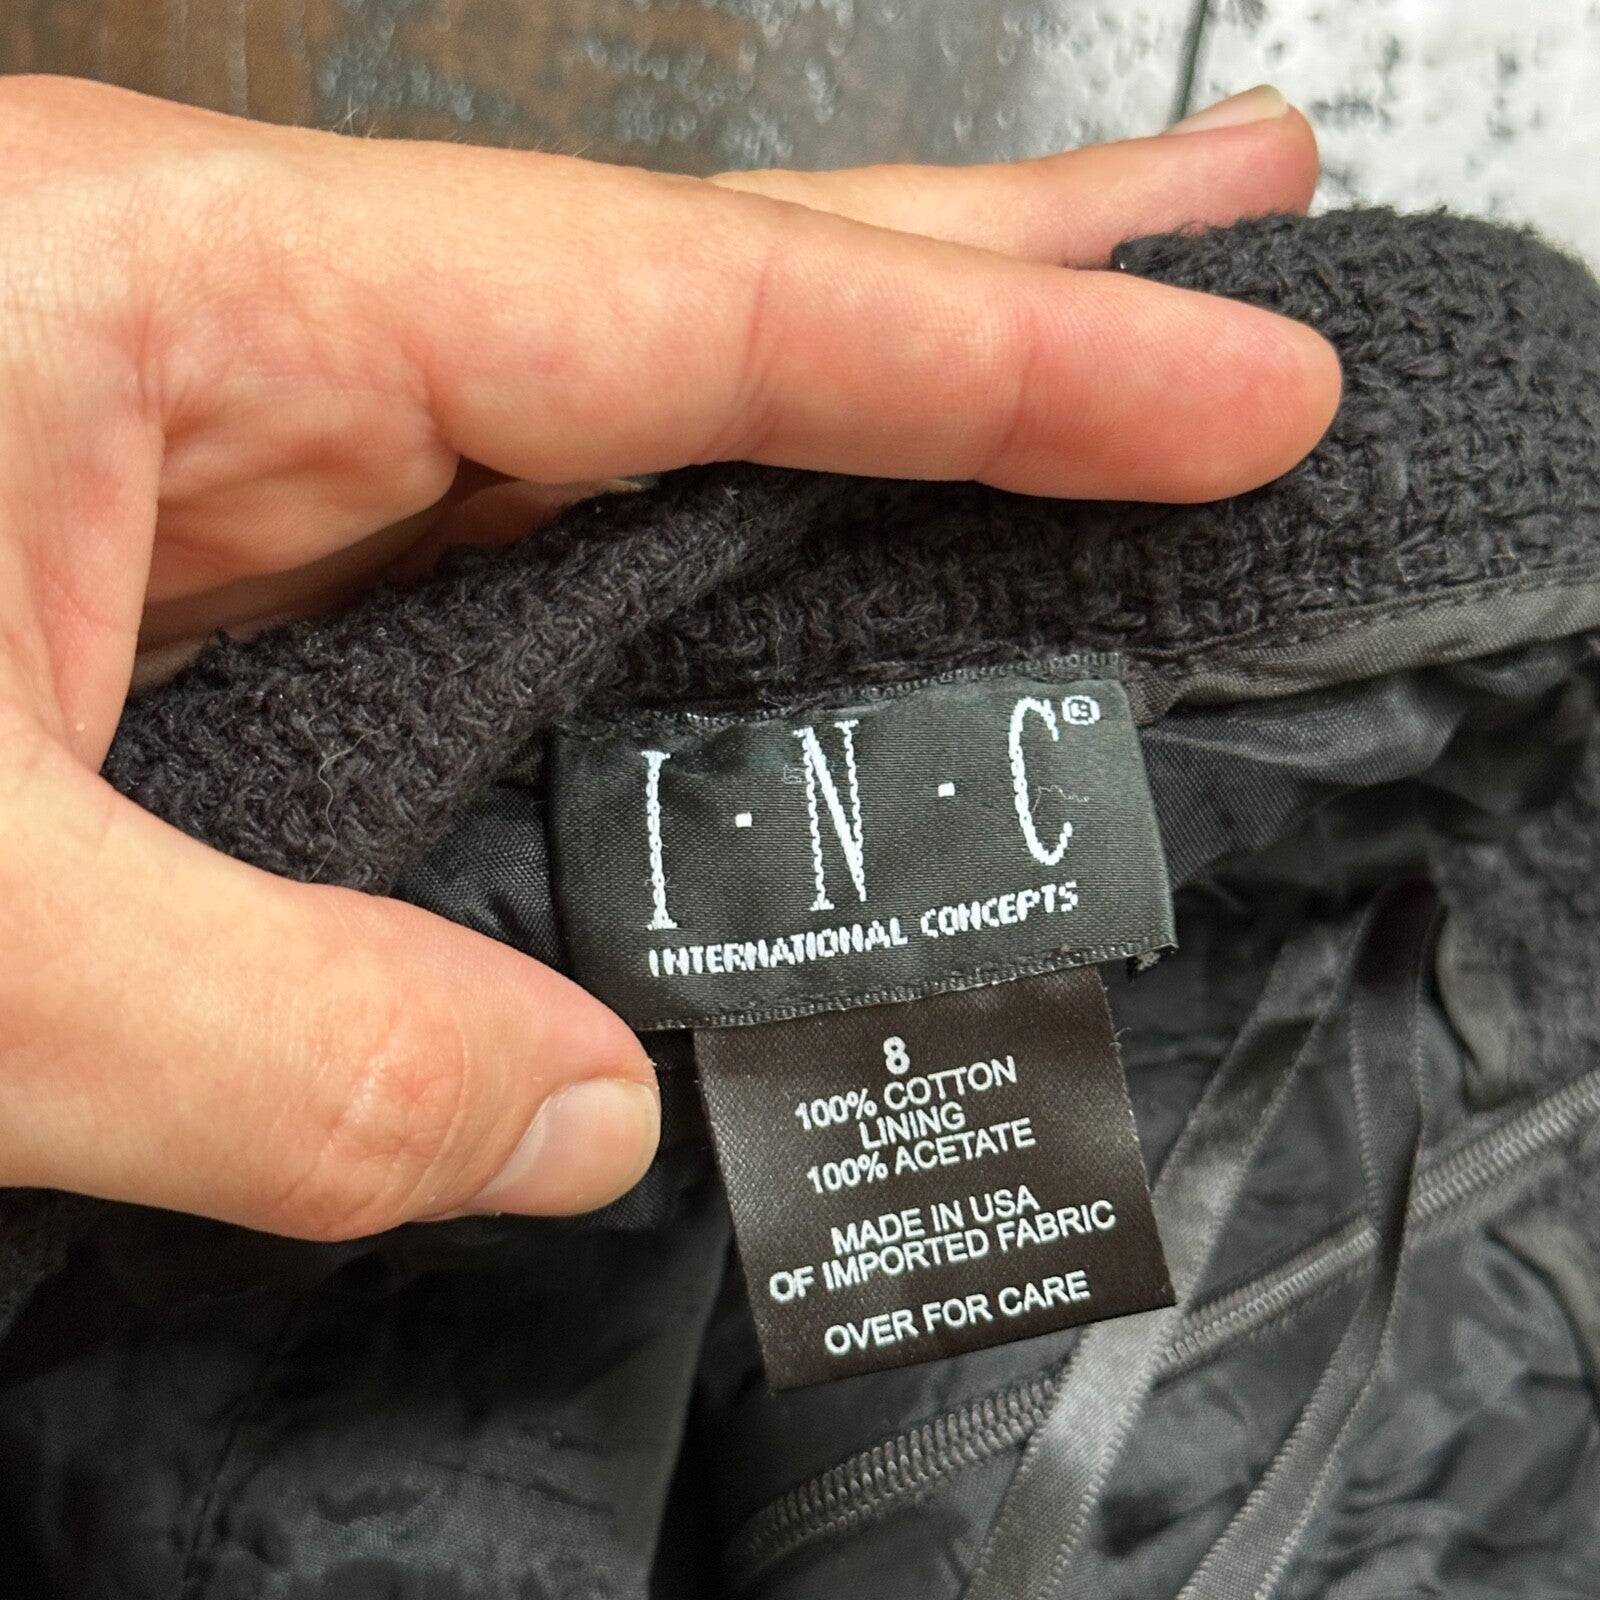 I-N-C®
INTERNATIONAL CONCEPTS
8
100% COTTON
LINING
100% ACETATE
MADE IN USA
OF IMPORTED FABRIC
OVER FOR CARE